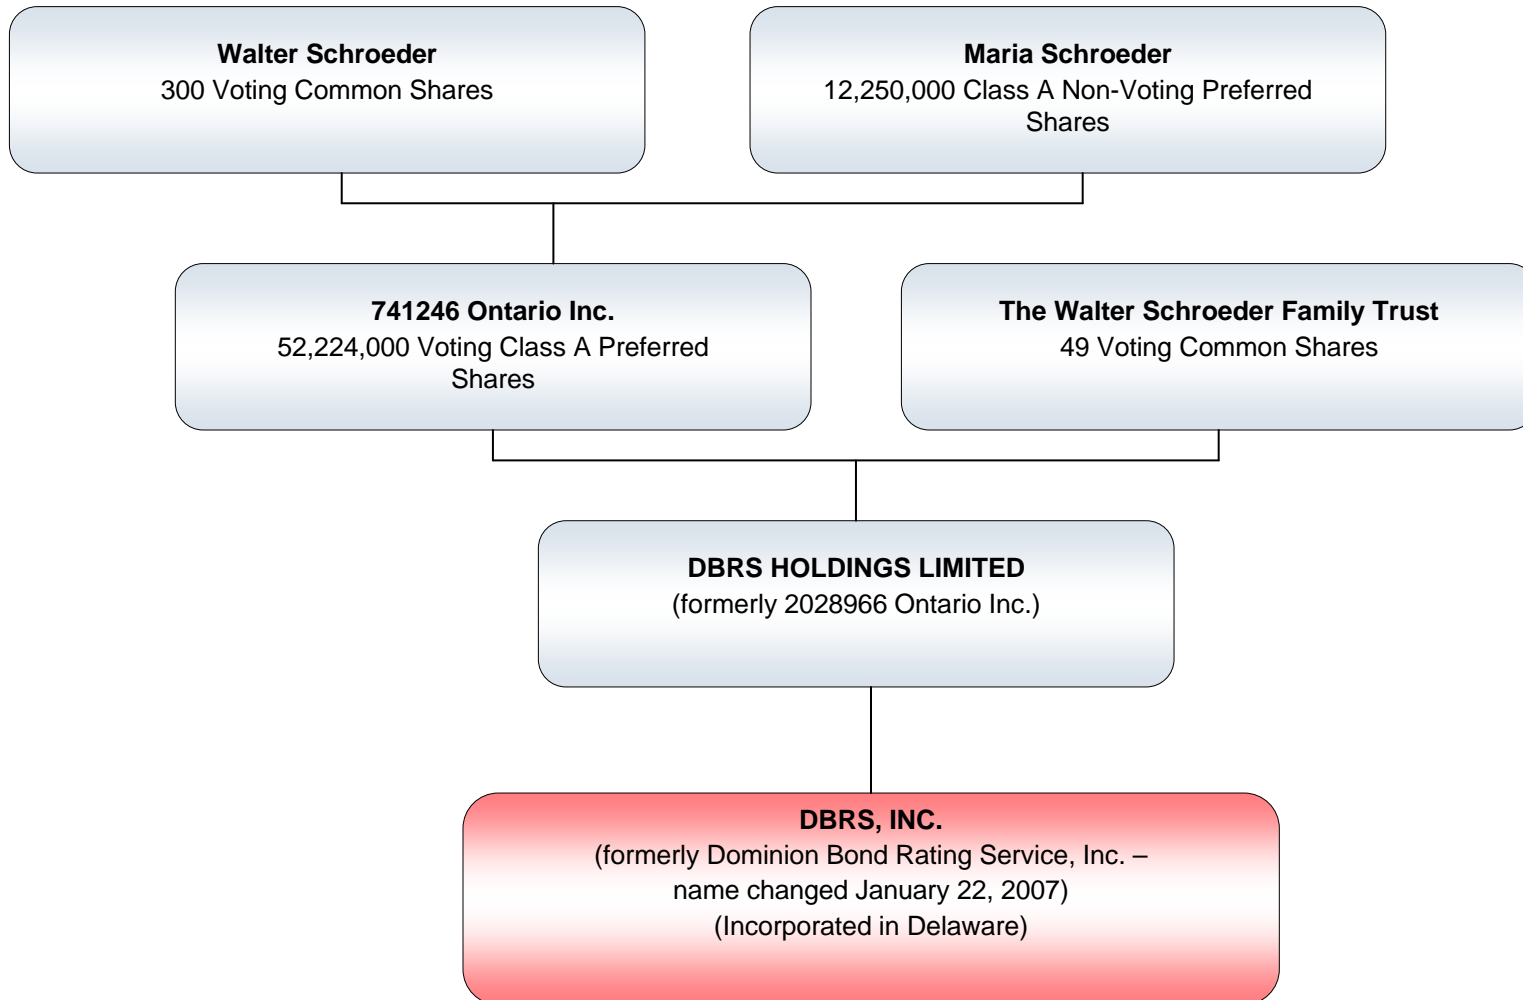 Walter Schroeder
300 Voting Common Shares
Maria Schroeder
12,250,000 Class A Non-Voting Preferred
Shares
741246 Ontario Inc.
52,224,000 Voting Class A Preferred
Shares
The Walter Schroeder Family Trust
49 Voting Common Shares
DBRS HOLDINGS LIMITED
(formerly 2028966 Ontario Inc.)
DBRS, INC.
(formerly Dominion Bond Rating Service, Inc. –
name changed January 22, 2007)
(Incorporated in Delaware)